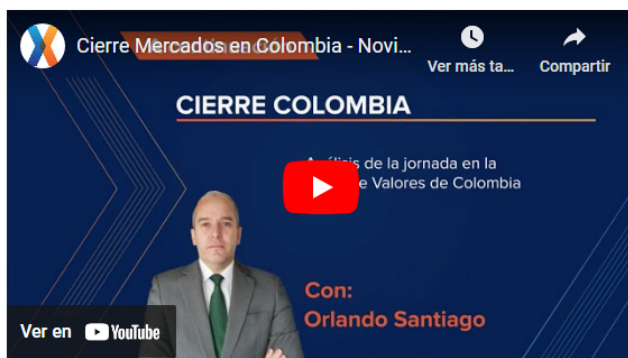 Cierre Mercados en Colombia - Novi...
Ver más ta...
Compartir
CIERRE COLOMBIA
de la jornada en la
Valores de Colombia
Con:
Orlando Santiago
Ver en YouTube